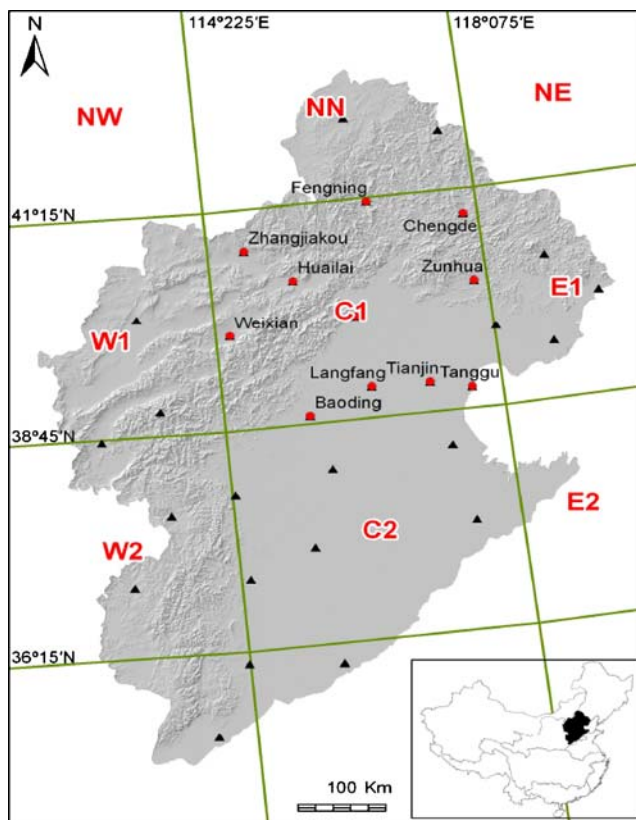 114°225'E
118°075'E
N
NW
NN
NE
Fengning
41°15'N
Chengde
Zhangjiakou
Huailai
Zunhua
E1
C1
W1
Weixian
Langfang
Tianjin
Tanggu
Baoding
38°45'N
E2
C2
W2
36°15'N
100 Km